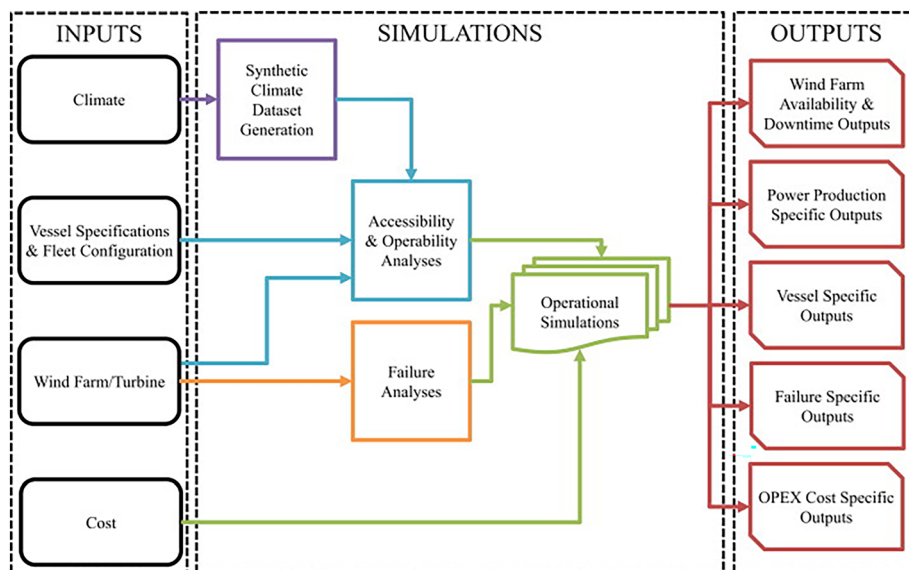 INPUTS
Climate
Vessel Specifications
& Fleet Configuration
Wind Farm/Turbine
Cost
SIMULATIONS
Synthetic
Climate
Dataset
Generation
Accessibility
& Operability
Analyses
Failure
Analyses
Operational
Simulations
OUTPUTS
Wind Farm
Availability &
Downtime Outputs
Power Production
Specific Outputs
Vessel Specific
Outputs
Failure Specific
Outputs
OPEX Cost Specific
Outputs